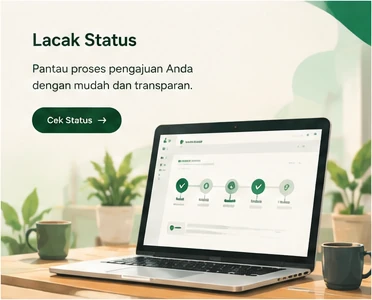 Lacak Status
Pantau proses pengajuan Anda
dengan mudah dan transparan.
Cek Status →